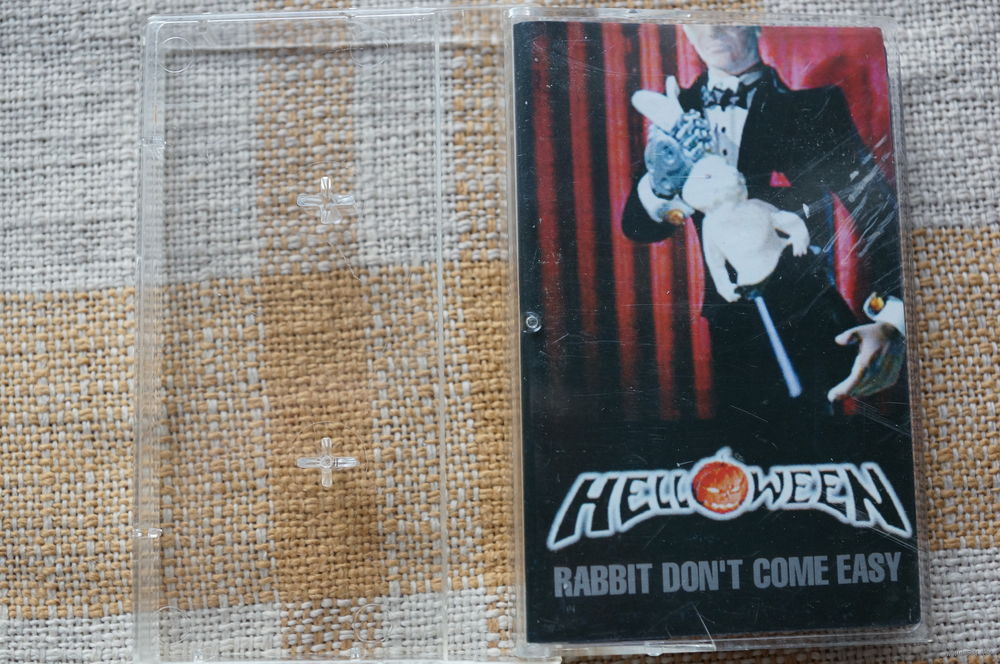 HELLOWEEN
RABBIT DON'T COME EASY